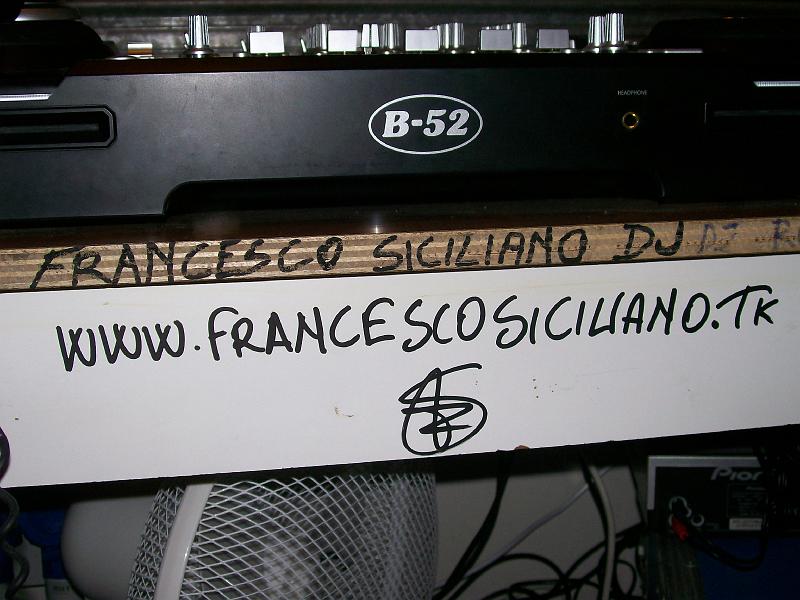 HEADPHONE
B-52
FRANCESCO SICILIANO DJ
WWW.FRANCESCOSICILIANO.TK